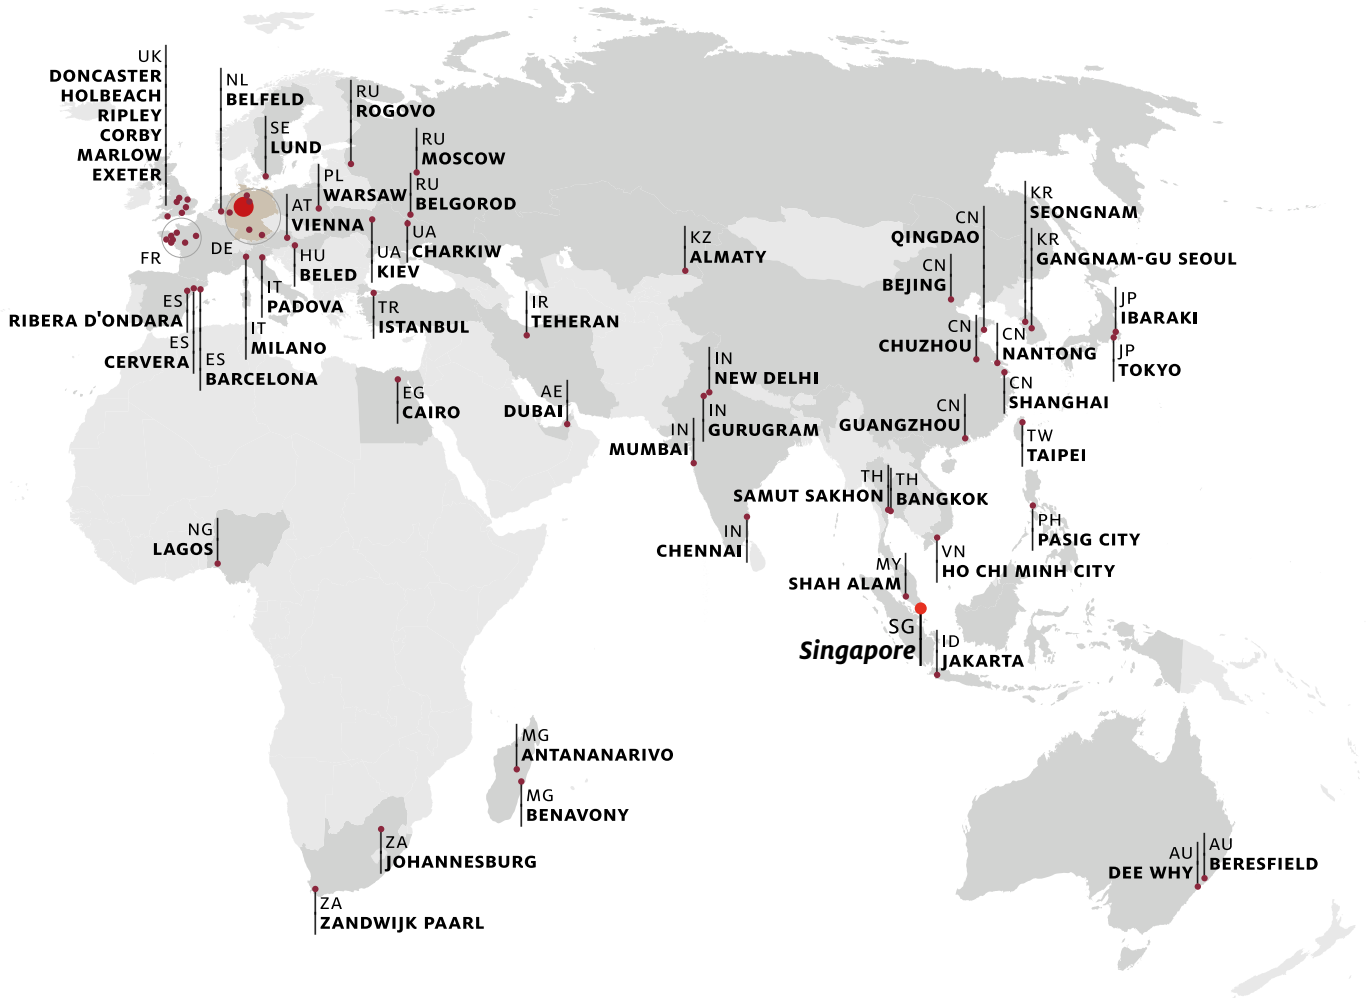 UK
DONCASTER
HOLBEACH
RIPLEY
CORBY
MARLOW
EXETER
NL
BELFELD
SE
LUND
RU
ROGOVO
RU
MOSCOW
PL
WARSAW
RU
BELGOROD
AT
VIENNA
UA
CHARKIW
FR
DE
HU
BELED
UA
KIEV
IT
PADOVA
TR
ISTANBUL
IT
MILANO
ES
RIBERA D'ONDARA
ES
CERVERA
ES
BARCELONA
KZ
ALMATY
IR
TEHERAN
EG
CAIRO
AE
DUBAI
IN
NEW DELHI
IN
GURUGRAM
IN
MUMBAI
IN
CHENNAI
CN
QINGDAO
CN
BEJING
KR
SEONGNAM
KR
GANGNAM-GU SEOUL
JP
IBARAKI
JP
TOKYO
CN
CHUZHOU
CN
NANTONG
CN
SHANGHAI
CN
GUANGZHOU
TW
TAIPEI
TH
SAMUT SAKHON
TH
BANGKOK
PH
PASIG CITY
VN
HO CHI MINH CITY
MY
SHAH ALAM
SG
Singapore
ID
JAKARTA
NG
LAGOS
MG
ANTANANARIVO
MG
BENAVONY
ZA
JOHANNESBURG
ZA
ZANDWIJK PAARL
AU
DEE WHY
AU
BERESFIELD